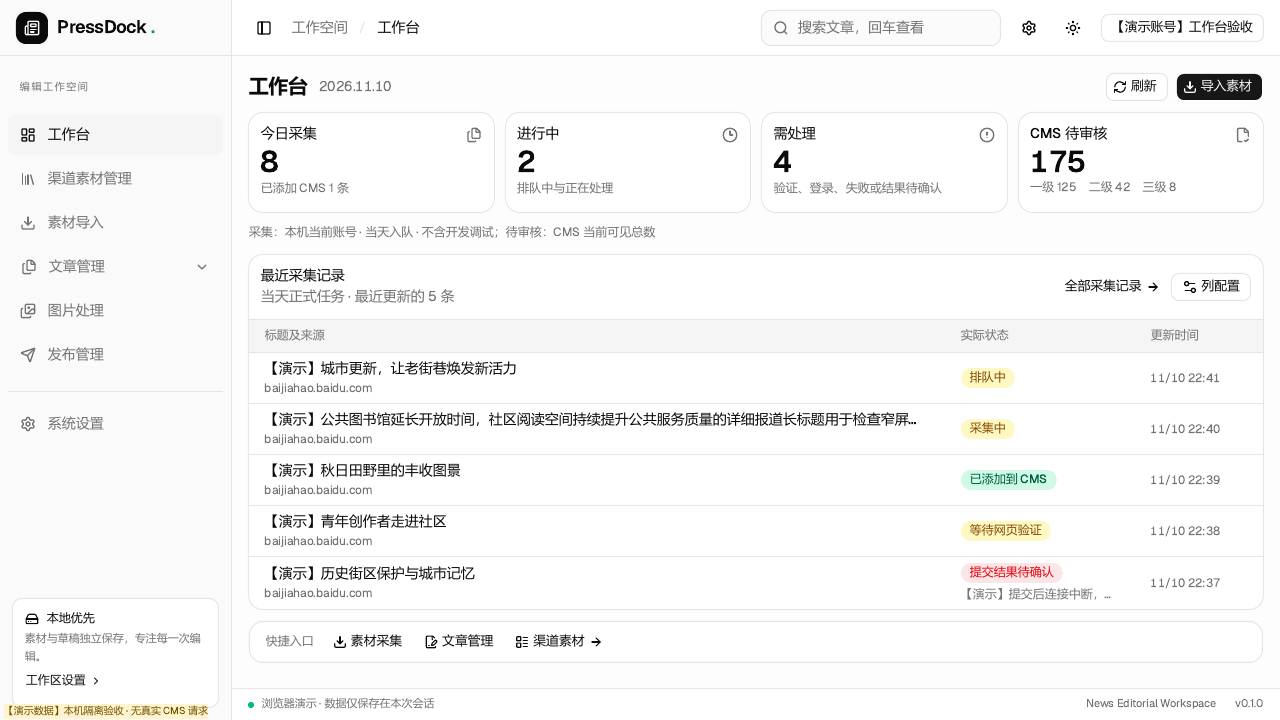 PressDock.
工作空间 / 工作台
搜索文章，回车查看
【演示账号】工作台验收
编辑工作空间
工作台
渠道素材管理
素材导入
文章管理
图片处理
发布管理
系统设置
本地优先
素材与草稿独立保存，专注每一次编
辑。
工作区设置
【演示数据】本机隔离验收 · 无真实 CMS 请求
工作台 2026.11.10
刷新
导入素材
今日采集
8
已添加 CMS 1 条
进行中
2
排队中与正在处理
需处理
4
验证、登录、失败或结果待确认
CMS 待审核
175
一级 125 二级 42 三级 8
采集：本机当前账号 · 当天入队 · 不含开发调试；待审核：CMS 当前可见总数
最近采集记录
当天正式任务 · 最近更新的 5 条
全部采集记录 →
列配置
标题及来源 实际状态 更新时间
【演示】城市更新，让老街巷焕发新活力
baijiahao.baidu.com
排队中
11/10 22:41
【演示】公共图书馆延长开放时间，社区阅读空间持续提升公共服务质量的详细报道长标题用于检查窄屏...
baijiahao.baidu.com
采集中
11/10 22:40
【演示】秋日田野里的丰收图景
baijiahao.baidu.com
已添加到 CMS
11/10 22:39
【演示】青年创作者走进社区
baijiahao.baidu.com
等待网页验证
11/10 22:38
【演示】历史街区保护与城市记忆
baijiahao.baidu.com
提交结果待确认
【演示】提交后连接中断，...
11/10 22:37
快捷入口 素材采集 文章管理 渠道素材 →
浏览器演示 · 数据仅保存在本次会话
News Editorial Workspace v0.1.0